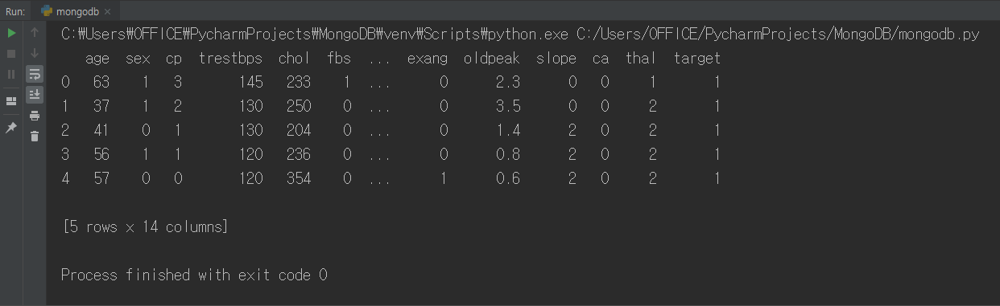 Run: mongodb ×
C:₩Users₩OFFICE₩PycharmProjects₩MongoDB₩venv₩Scripts₩python.exe C:/Users/OFFICE/PycharmProjects/MongoDB/mongodb.py
age sex cp trestbps chol fbs ... exang oldpeak slope ca thal target
0 63 1 3 145 233 1 ... 0 2.3 0 0 1 1
1 37 1 2 130 250 0 ... 0 3.5 0 0 2 1
2 41 0 1 130 204 0 ... 0 1.4 2 0 2 1
3 56 1 1 120 236 0 ... 0 0.8 2 0 2 1
4 57 0 0 120 354 0 ... 1 0.6 2 0 2 1
[5 rows x 14 columns]
Process finished with exit code 0